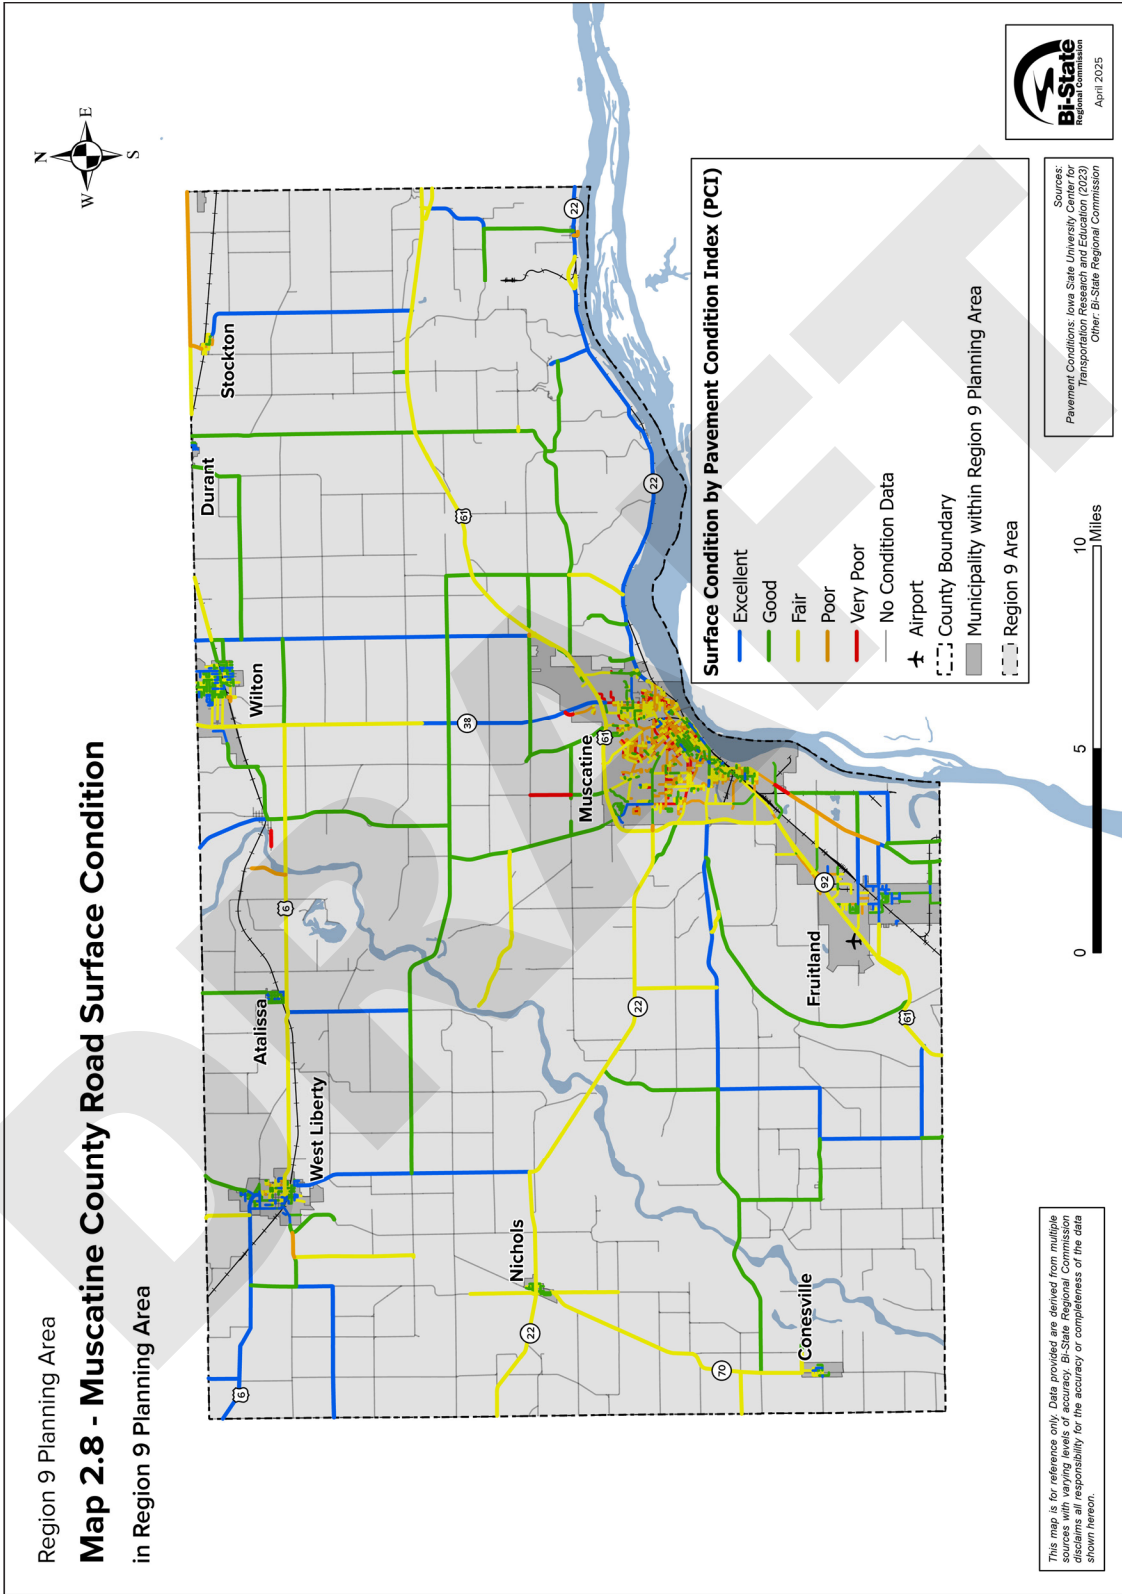 Region 9 Planning Area
Map 2.8 - Muscatine County Road Surface Condition
in Region 9 Planning Area
N
W
E
S
DRAFT
Durant
Stockton
Wilton
Atalissa
West Liberty
Muscatine
Nichols
Fruitland
Conesville
6
6
38
61
61
61
22
22
22
22
70
92
Surface Condition by Pavement Condition Index (PCI)
Excellent
Good
Fair
Poor
Very Poor
No Condition Data
Airport
County Boundary
Municipality within Region 9 Planning Area
Region 9 Area
0
5
10
Miles
This map is for reference only. Data provided are derived from multiple
sources with varying levels of accuracy. Bi-State Regional Commission
disclaims all responsibility for the accuracy or completeness of the data
shown hereon.
Sources:
Pavement Conditions: Iowa State University Center for
Transportation Research and Education (2023)
Other: Bi-State Regional Commission
Bi-State
Regional Commission
April 2025